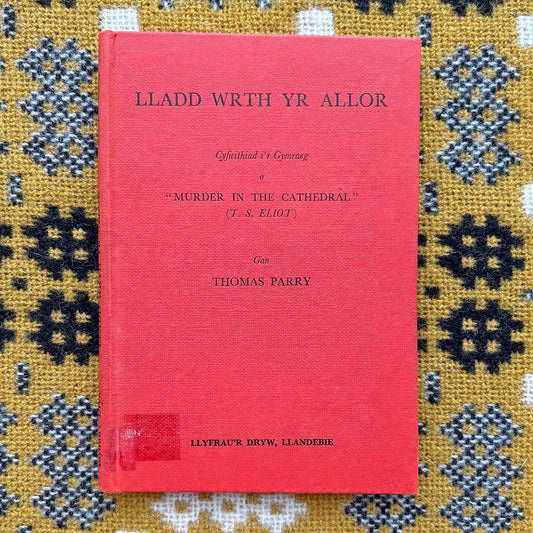 LLADD WRTH YR ALLOR
Cyfieithiad i'r Gymraeg
o
"MURDER IN THE CATHEDRAL"
(T. S. ELIOT)
Gan
THOMAS PARRY
LLYFRAU'R DRYW, LLANDEBIE